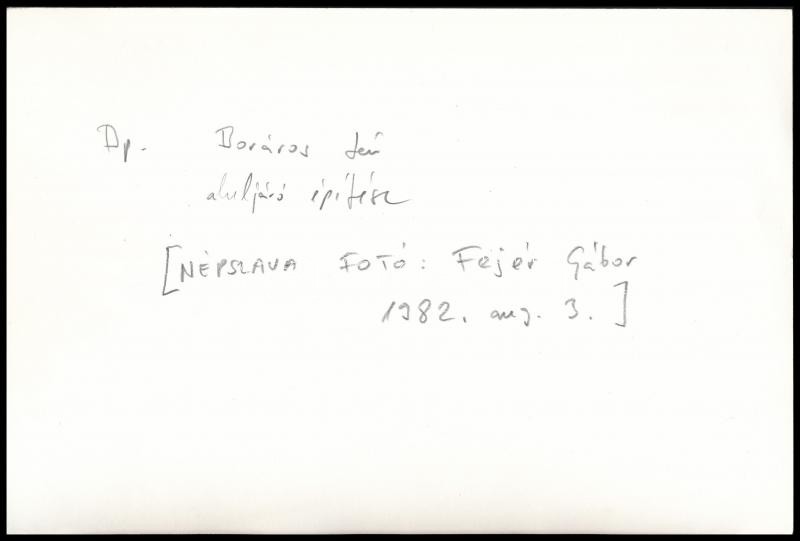 Bp. Boráros tér
aluljáró építése
[NÉPSZAVA FOTÓ: Fejér Gábor
1982. aug. 3.]